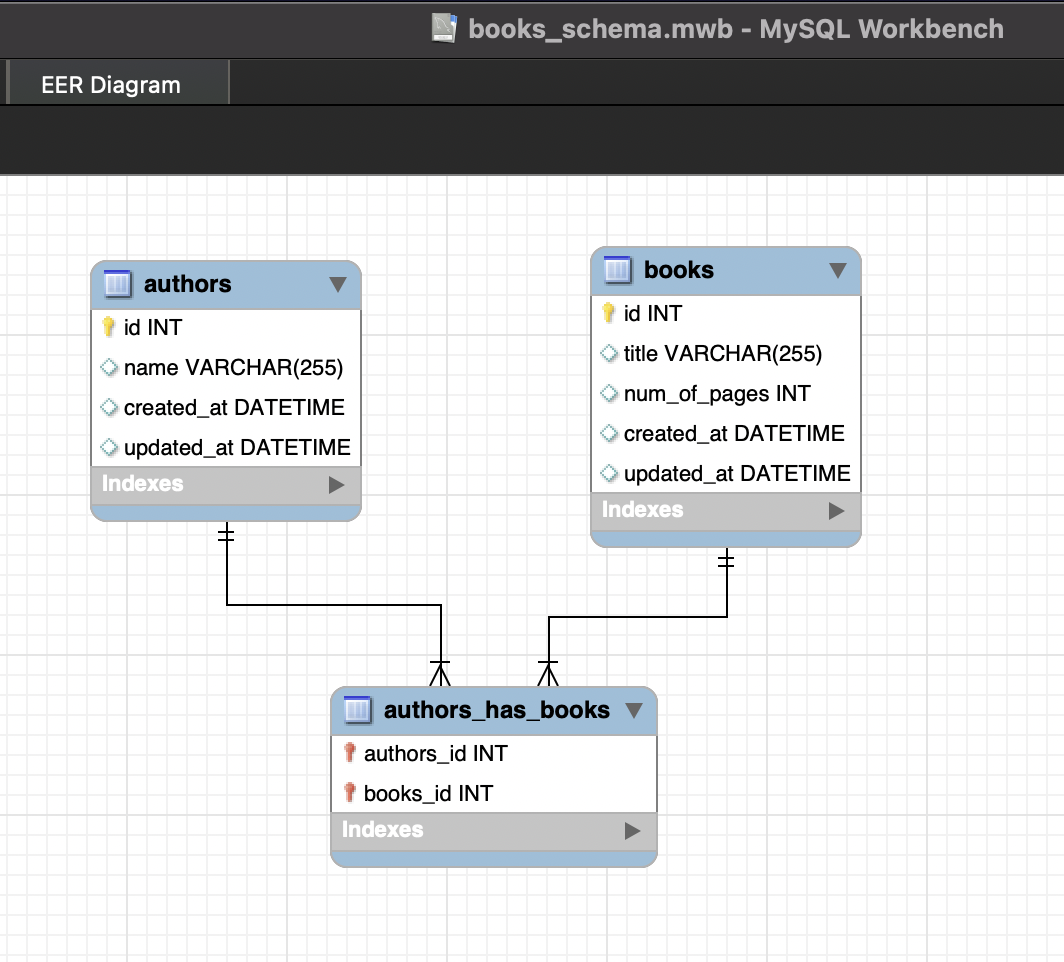 books_schema.mwb - MySQL Workbench
EER Diagram
authors
id INT
name VARCHAR(255)
created_at DATETIME
updated_at DATETIME
Indexes
books
id INT
title VARCHAR(255)
num_of_pages INT
created_at DATETIME
updated_at DATETIME
Indexes
authors_has_books
authors_id INT
books_id INT
Indexes